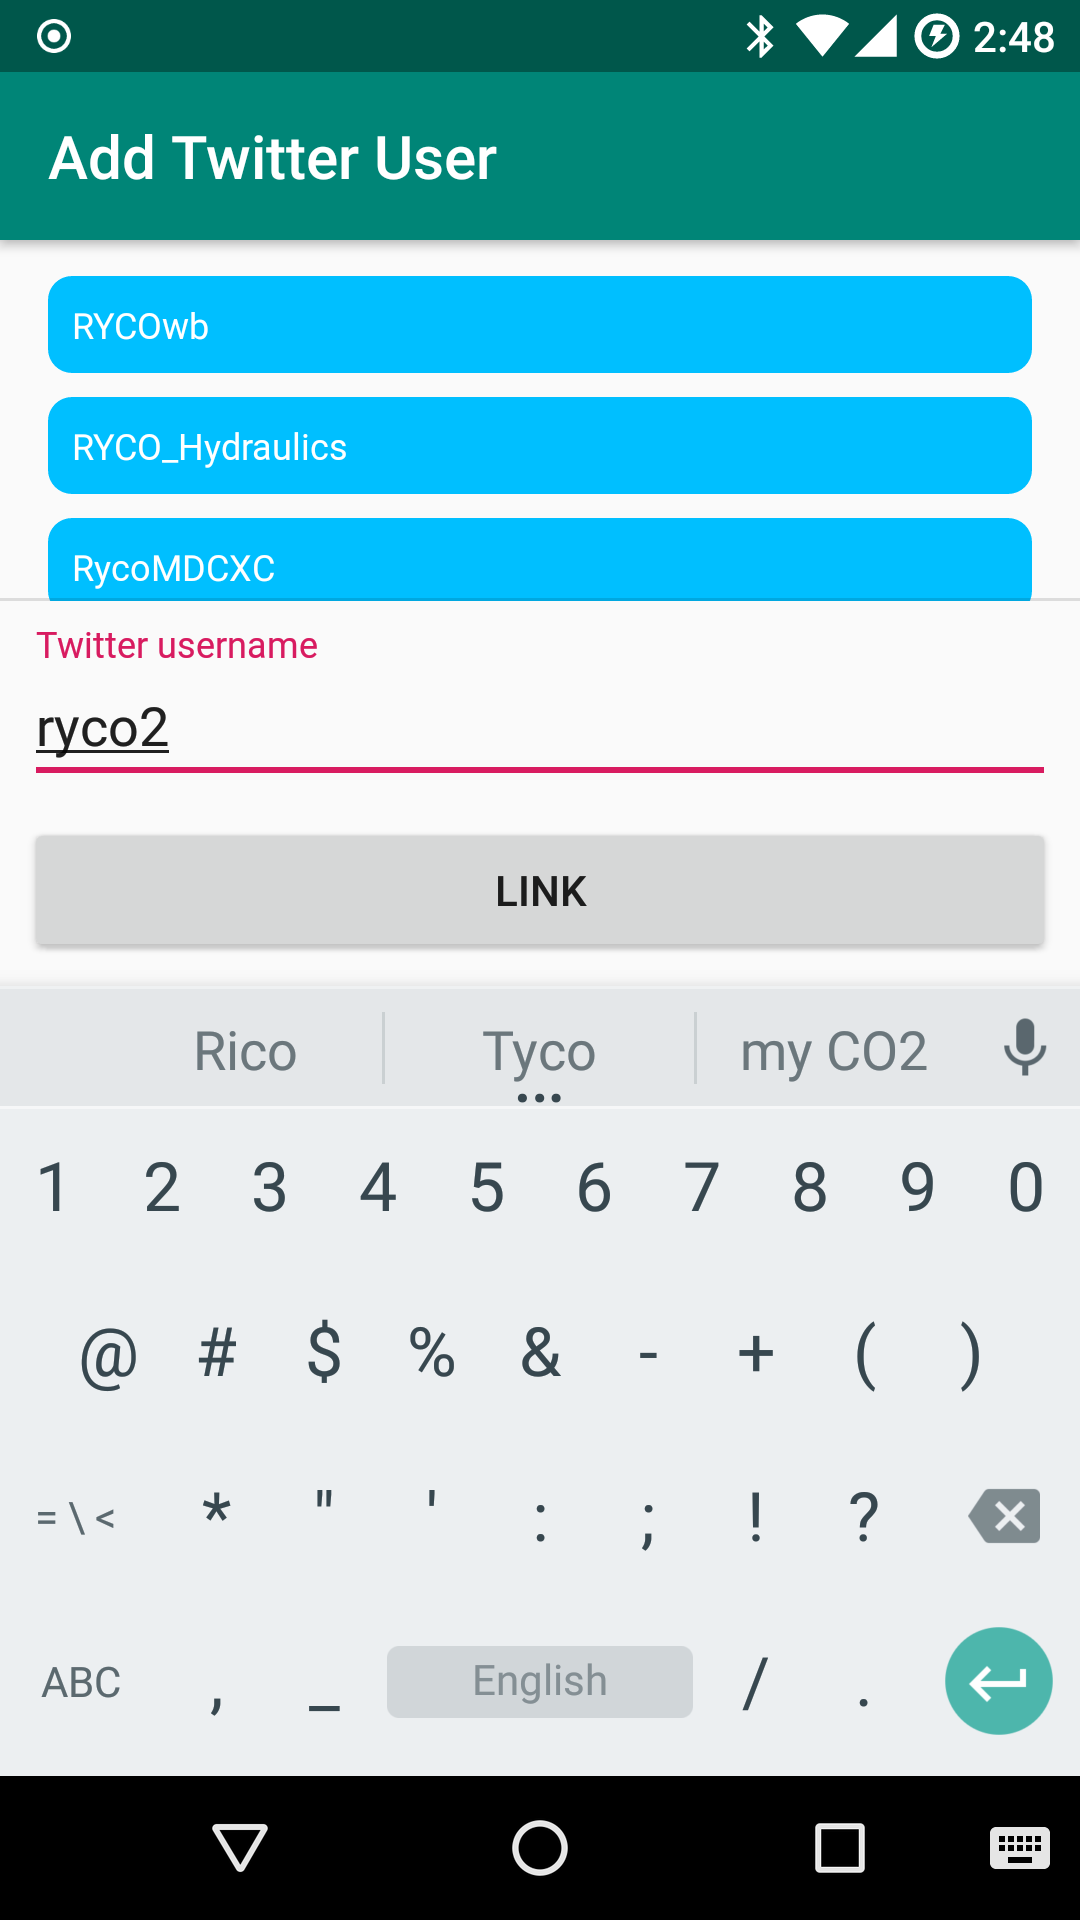 2:48
Add Twitter User
RYCOwb
RYCO_Hydraulics
RycoMDCXC
Twitter username
ryco2
LINK
Rico Tyco my CO2
1 2 3 4 5 6 7 8 9 0
@ # $ % & - + ( )
= \ < * " ' : ; ! ?
ABC , _ English / .